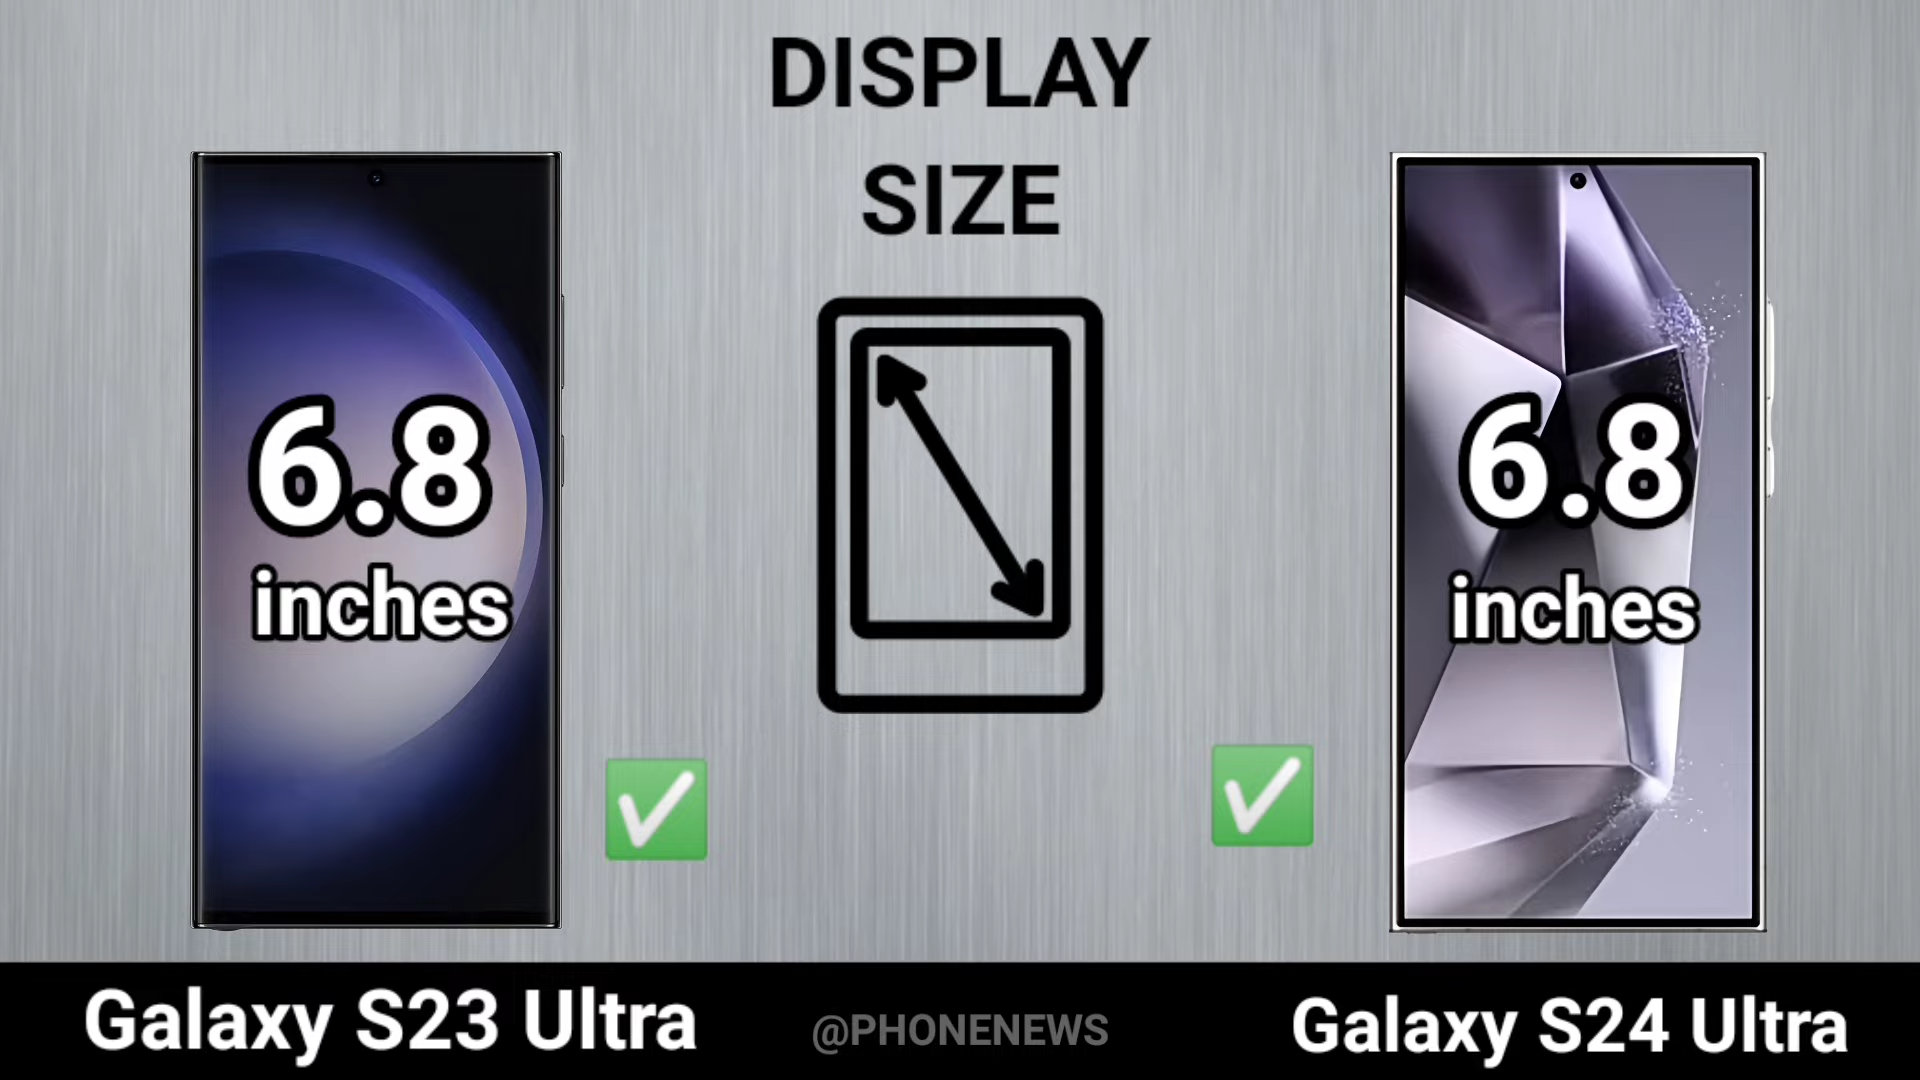 DISPLAY
SIZE
6.8
inches
6.8
inches
Galaxy S23 Ultra
@PHONENEWS
Galaxy S24 Ultra